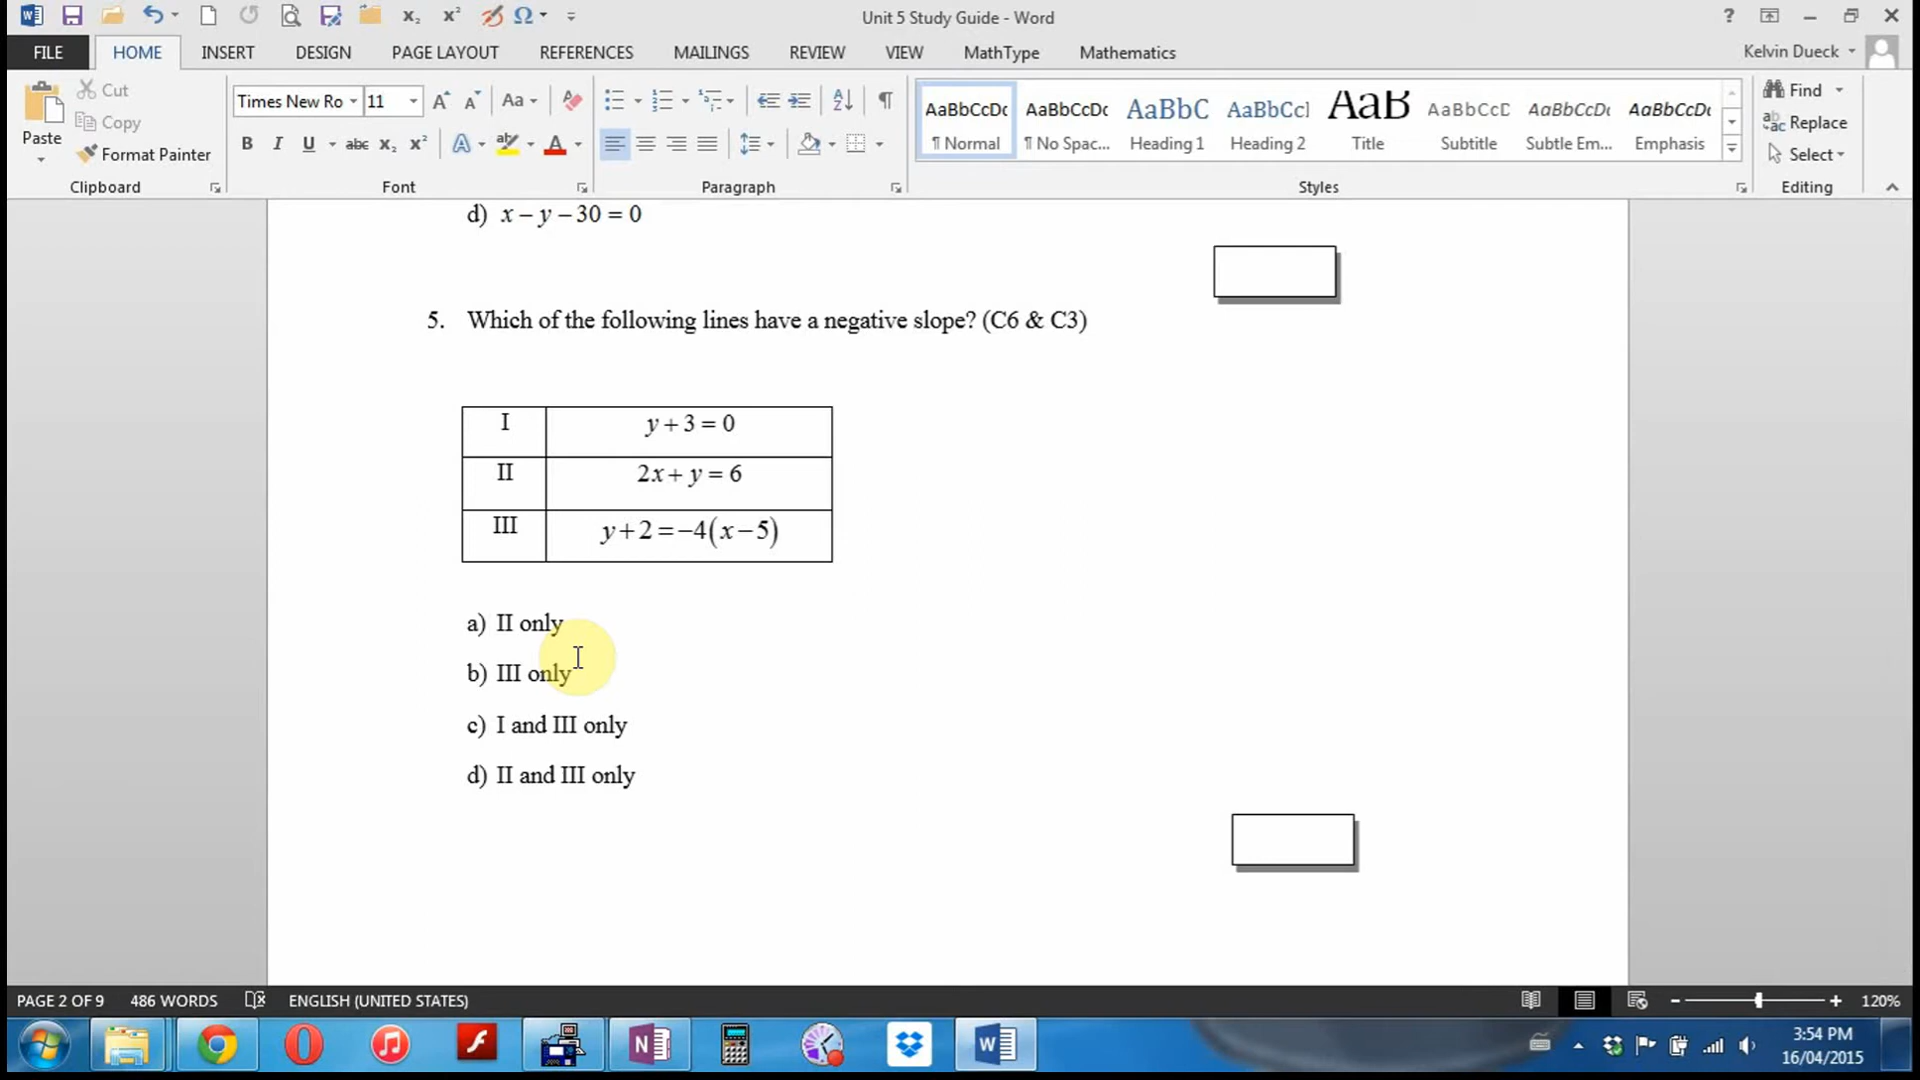 Unit 5 Study Guide - Word
FILE HOME INSERT DESIGN PAGE LAYOUT REFERENCES MAILINGS REVIEW VIEW MathType Mathematics Kelvin Dueck
Paste
Cut
Copy
Format Painter
Clipboard
Times New Ro 11
Font
Paragraph
AaBbCcDc AaBbCcDc AaBbC AaBbCcI AaB AaBbCcD AaBbCcDc AaBbCcDc
¶ Normal ¶ No Spac... Heading 1 Heading 2 Title Subtitle Subtle Em... Emphasis
Styles
Find
Replace
Select
Editing
d) x − y − 30 = 0
5. Which of the following lines have a negative slope? (C6 & C3)
I y + 3 = 0
II 2x + y = 6
III y + 2 = −4(x − 5)
a) II only
b) III only
c) I and III only
d) II and III only
PAGE 2 OF 9 486 WORDS ENGLISH (UNITED STATES) 120%
3:54 PM
16/04/2015